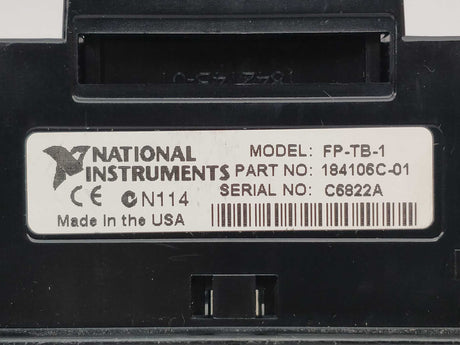 NATIONAL INSTRUMENTS
MODEL: FP-TB-1
PART NO: 184106C-01
SERIAL NO: C6822A
CE N114
Made in the USA